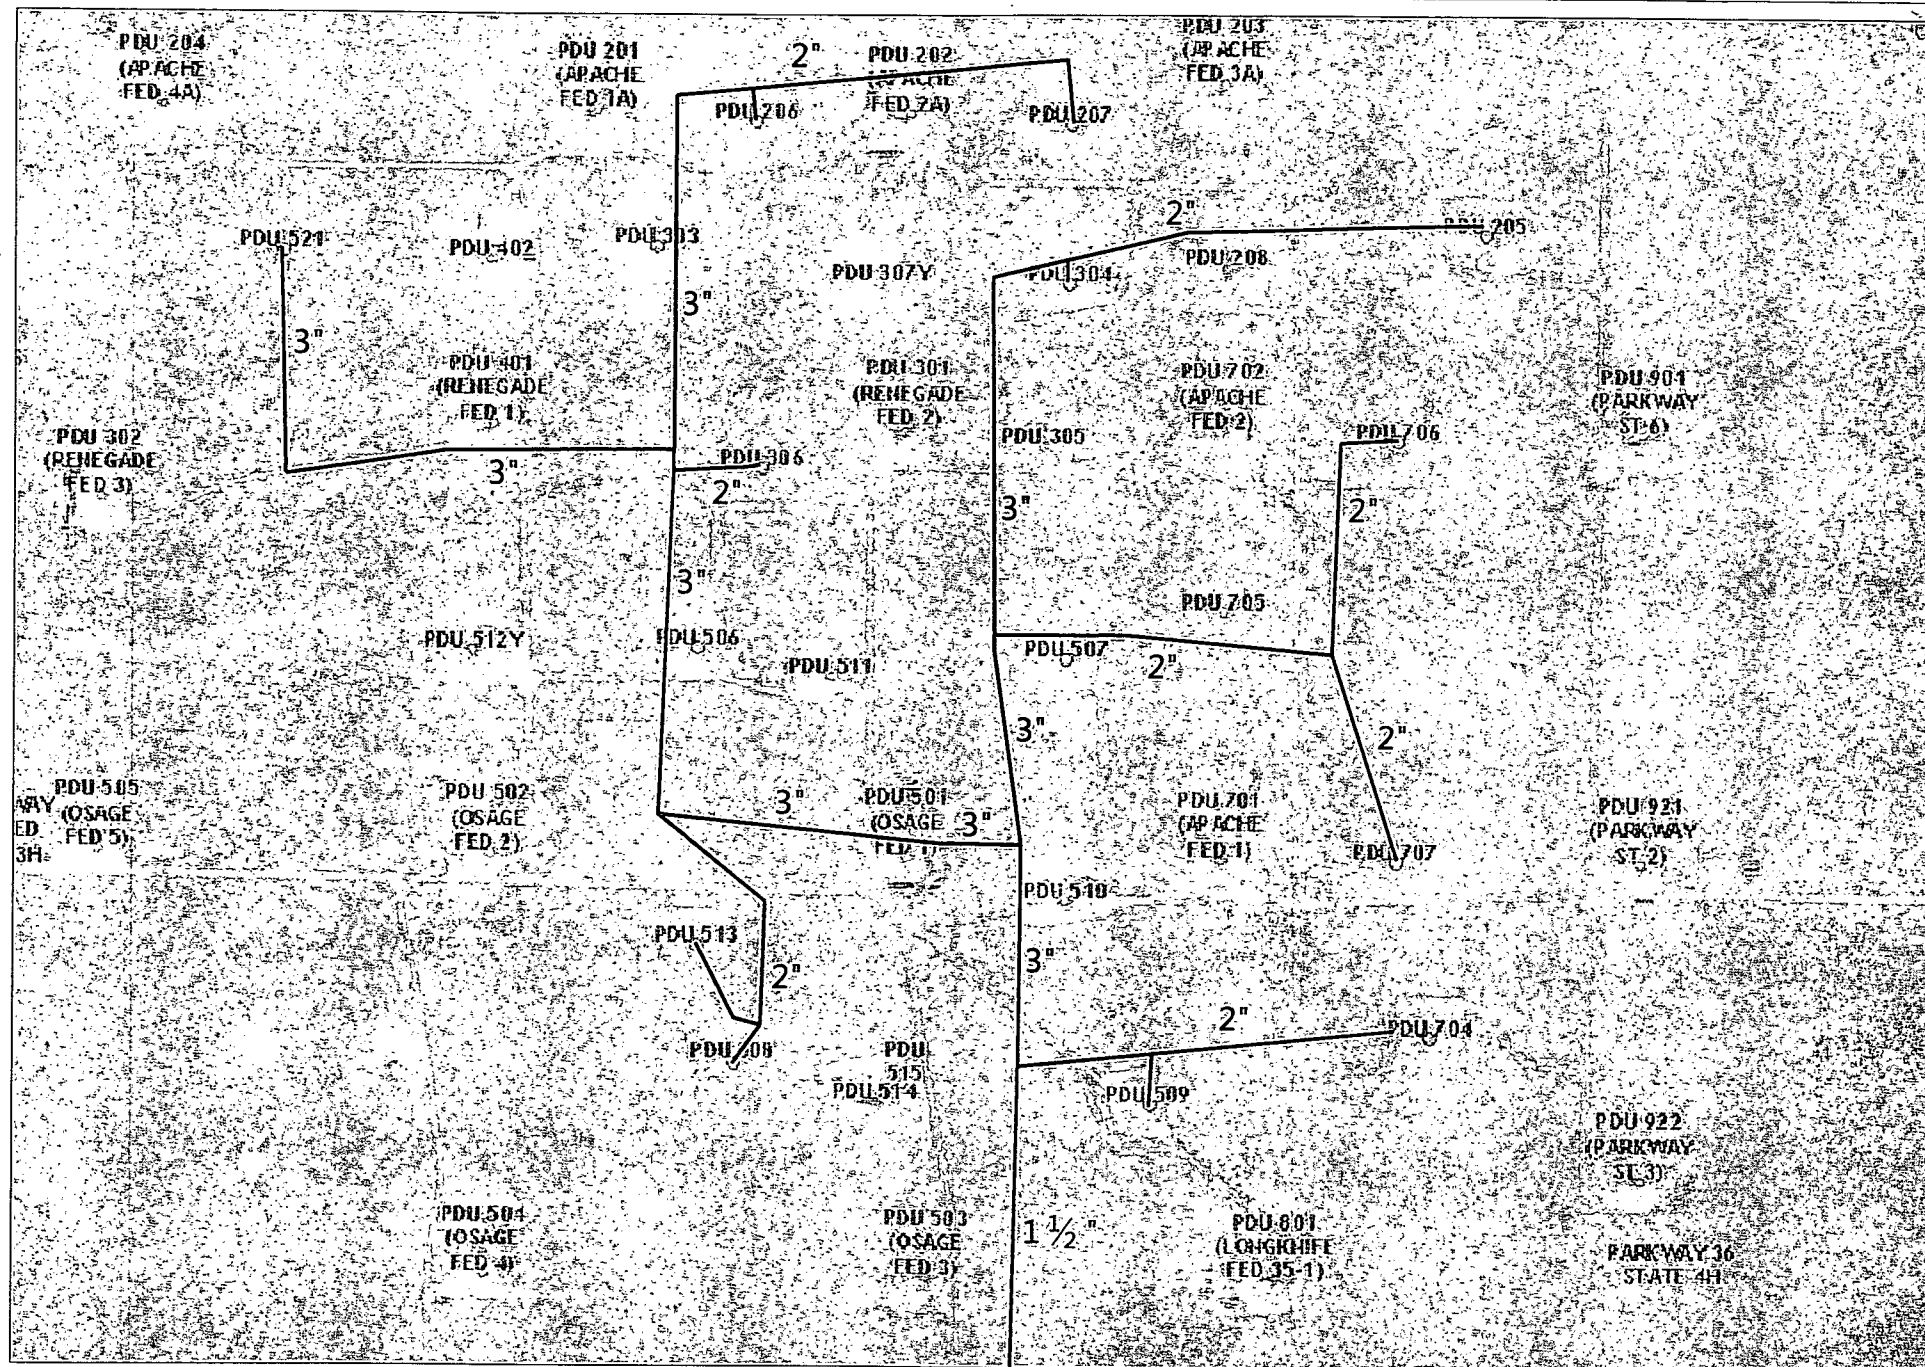 PDU 204
(APACHE
FED 4A)
PDU 201
(APACHE
FED 1A)
2"
PDU 202
(APACHE
FED 2A)
PDU 203
(APACHE
FED 3A)
PDU 206
PDU 207
PDU 521
PDU 402
PDU 303
PDU 307Y
2"
PDU 208
205
PDU 304
3"
3"
PDU 401
(RENEGADE
FED 1)
PDU 301
(RENEGADE
FED 2)
PDU 702
(APACHE
FED 2)
PDU 901
(PARKWAY
ST 6)
PDU 302
(RENEGADE
FED 3)
3"
PDU 306
2"
PDU 305
3"
PDU 706
2"
3"
PDU 705
PDU 512Y
PDU 506
PDU 511
PDU 507
2"
3"
2"
WAY
ED
3H
PDU 505
(OSAGE
FED 5)
PDU 502
(OSAGE
FED 2)
3"
PDU 501
(OSAGE
FED 1)
3"
PDU 701
(APACHE
FED 1)
PDU 707
PDU 921
(PARKWAY
ST 2)
PDU 510
PDU 513
2"
3"
2"
PDU 704
PDU 508
PDU
515
PDU 514
PDU 509
PDU 922
(PARKWAY
ST 3)
PDU 504
(OSAGE
FED 4)
PDU 503
(OSAGE
FED 3)
1 ½"
PDU 801
(LONGKNIFE
FED 35-1)
PARKWAY 36
STATE 4H